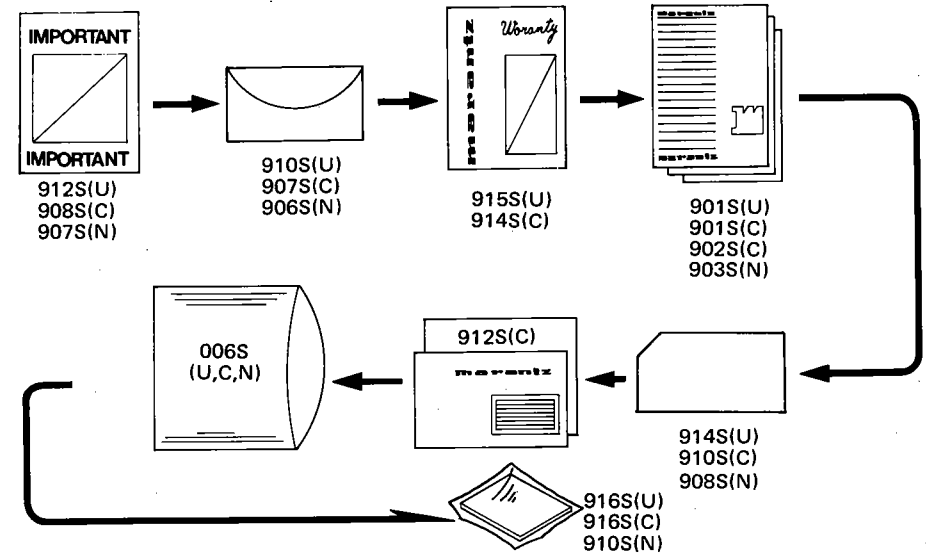 IMPORTANT
IMPORTANT
912S(U)
908S(C)
907S(N)
910S(U)
907S(C)
906S(N)
marantz
Woranty
915S(U)
914S(C)
marantz
marantz
901S(U)
901S(C)
902S(C)
903S(N)
006S
(U,C,N)
912S(C)
marantz
914S(U)
910S(C)
908S(N)
916S(U)
916S(C)
910S(N)